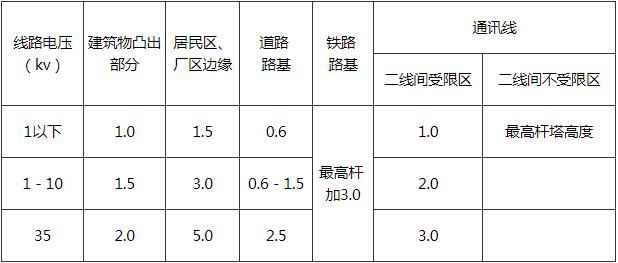 线路电压
（kv）
建筑物凸出
部分
居民区、
厂区边缘
道路
路基
铁路
路基
通讯线
二线间受限区
二线间不受限区
1以下
1.0
1.5
0.6
最高杆
加3.0
1.0
最高杆塔高度
1－10
1.5
3.0
0.6－1.5
2.0
35
2.0
5.0
2.5
3.0